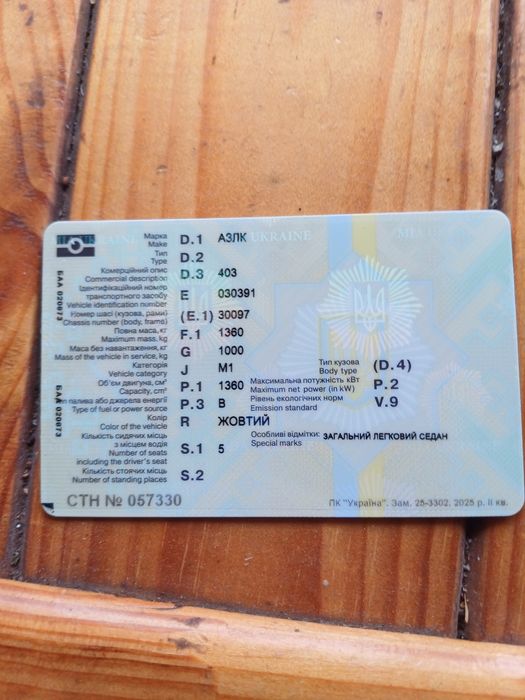 UKRAINE UKRAINE
Марка D.1 АЗЛК
Make
Тип D.2
Type
Комерційний опис D.3 403
Commercial description
Ідентифікаційний номер
транспортного засобу E 030391
Vehicle identification number
Номер шасі (кузова, рами) (E.1) 30097
Chassis number (body, frame)
Повна маса, кг F.1 1360
Maximum mass, kg
Маса без навантаження, кг G 1000
Mass of the vehicle in service, kg
Категорія J M1
Vehicle category
Об'єм двигуна, см³ P.1 1360
Capacity, cm³
палива або джерела енергії P.3 B
Type of fuel or power source
Колір R ЖОВТИЙ
Color of the vehicle
Кількість сидячих місць
з місцем водія S.1 5
Number of seats
including the driver's seat
Кількість стоячих місць S.2
Number of standing places
Тип кузова (D.4)
Body type
Максимальна потужність кВт P.2
Maximum net power (in kW)
Рівень екологічних норм V.9
Emission standard
Особливі відмітки: ЗАГАЛЬНИЙ ЛЕГКОВИЙ СЕДАН
Special marks
СТН № 057330
ПК "Україна". Зам. 25-3302, 2025 р. II кв.
БАА 020873
БАА 020873